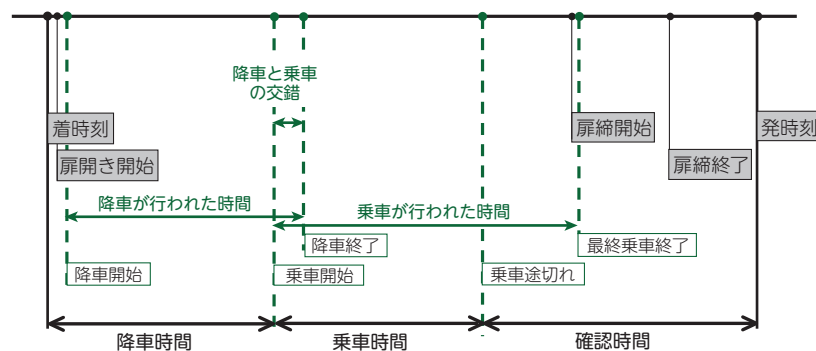 降車と乗車
の交錯
着時刻
扉開き開始
扉締開始
発時刻
扉締終了
降車が行われた時間
乗車が行われた時間
降車終了
最終乗車終了
降車開始
乗車開始
乗車途切れ
降車時間
乗車時間
確認時間